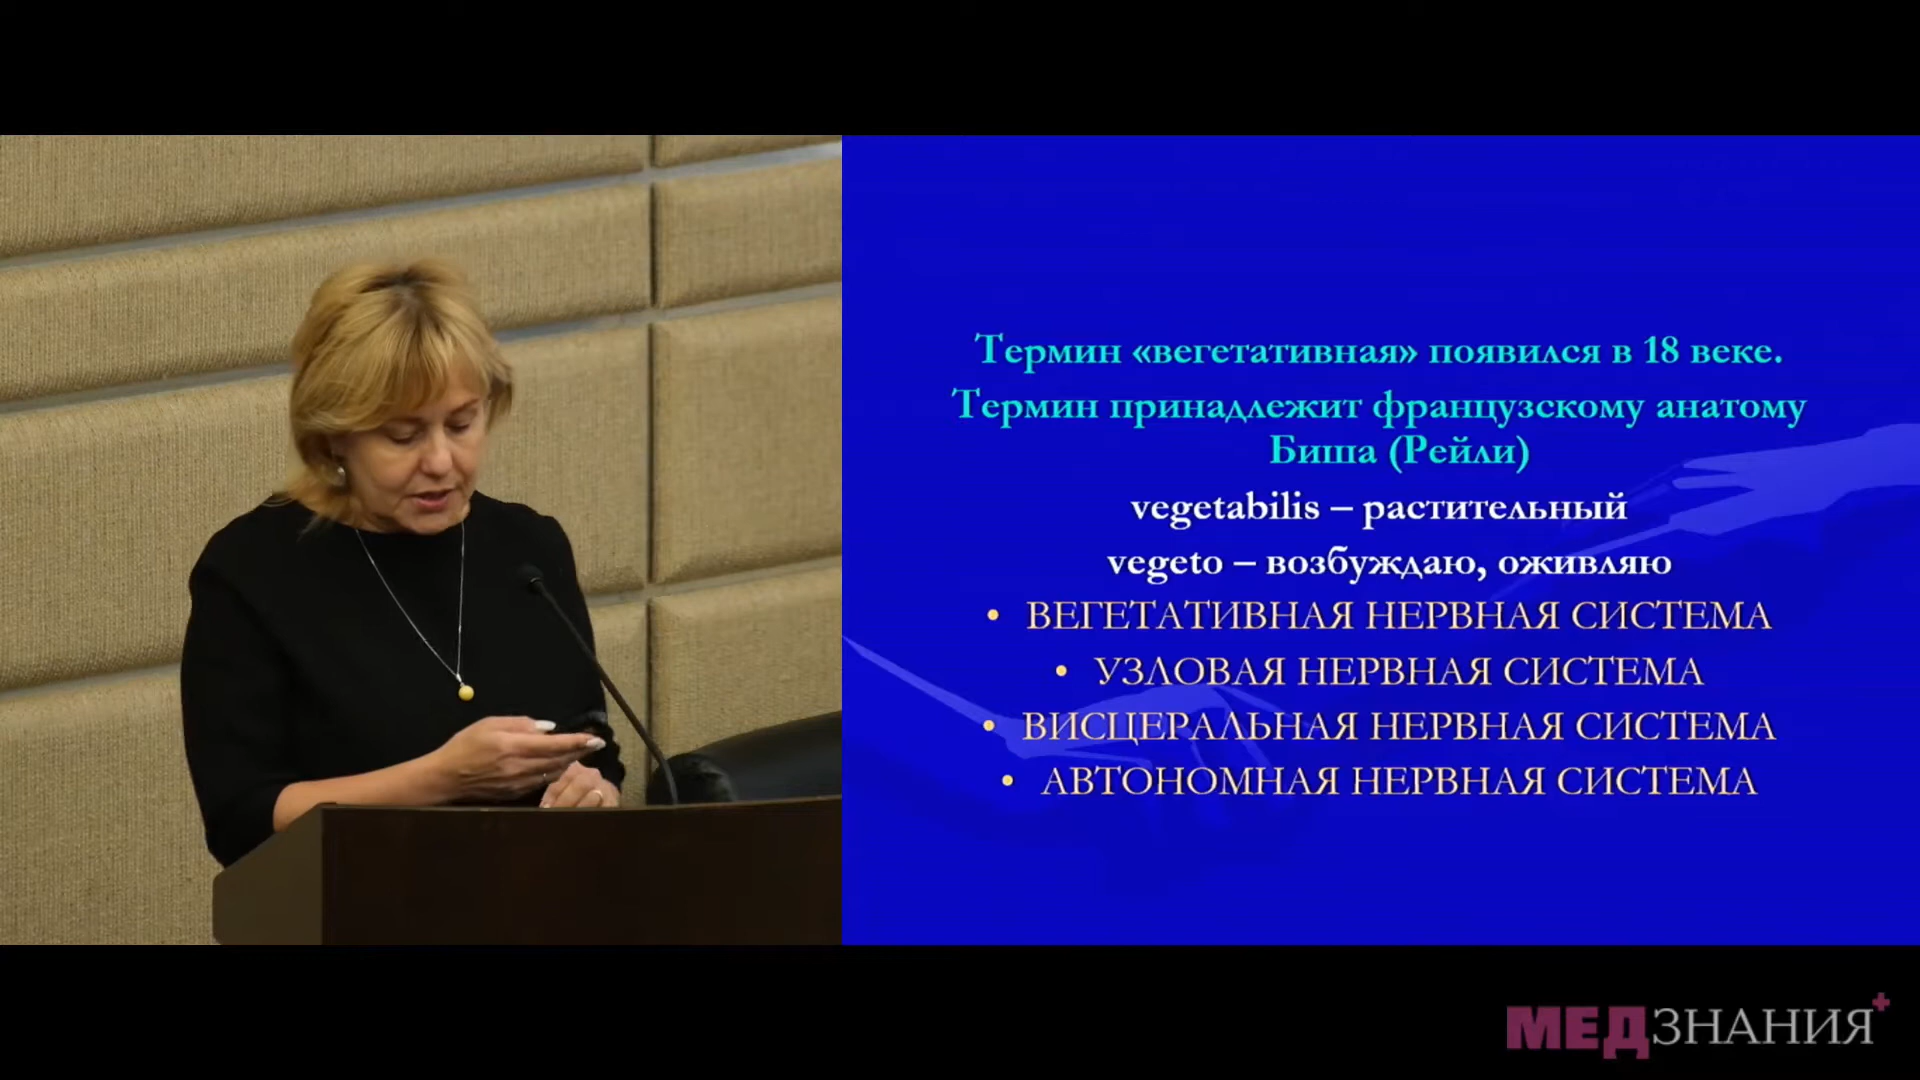 Термин «вегетативная» появился в 18 веке.
Термин принадлежит французскому анатому
Биша (Рейли)
vegetabilis – растительный
vegeto – возбуждаю, оживляю
• ВЕГЕТАТИВНАЯ НЕРВНАЯ СИСТЕМА
• УЗЛОВАЯ НЕРВНАЯ СИСТЕМА
• ВИСЦЕРАЛЬНАЯ НЕРВНАЯ СИСТЕМА
• АВТОНОМНАЯ НЕРВНАЯ СИСТЕМА
МЕДЗНАНИЯ+